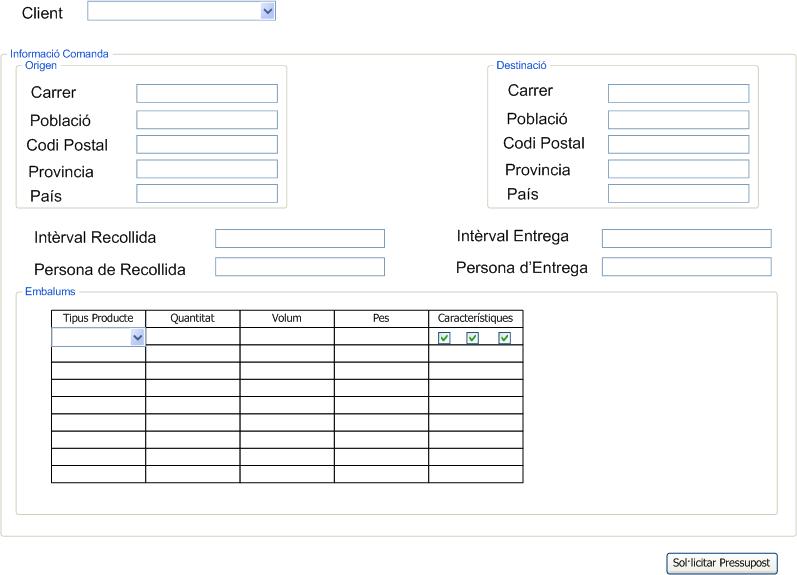 Client
Informació Comanda
Origen
Carrer
Població
Codi Postal
Provincia
País
Destinació
Carrer
Població
Codi Postal
Provincia
País
Intèrval Recollida
Intèrval Entrega
Persona de Recollida
Persona d'Entrega
Embalums
Tipus Producte Quantitat Volum Pes Característiques
Sol·licitar Pressupost